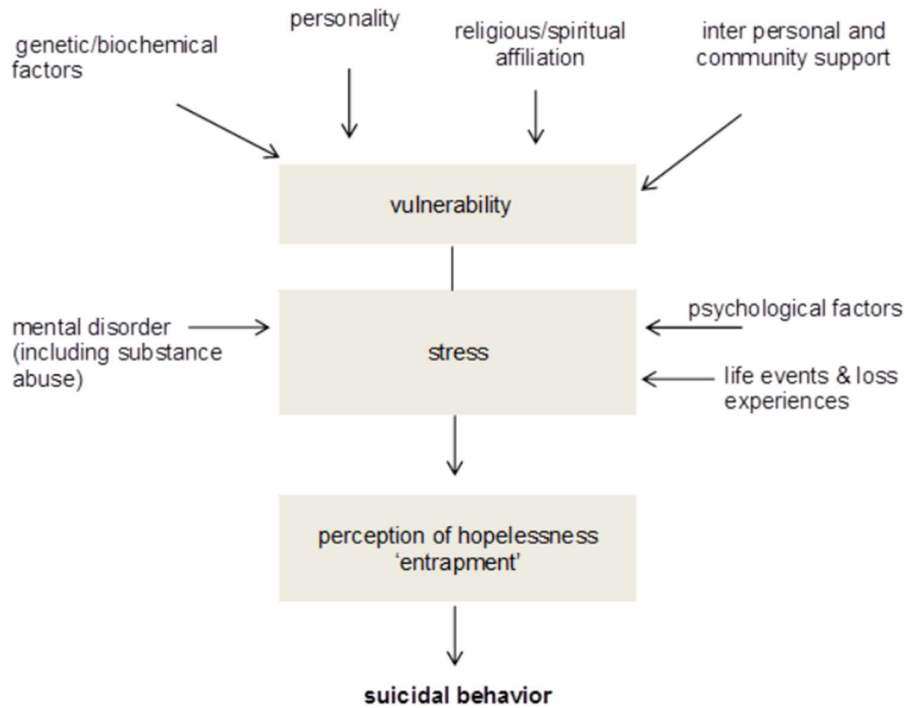 personality
genetic/biochemical
factors
religious/spiritual
affiliation
inter personal and
community support
vulnerability
mental disorder
(including substance
abuse)
stress
psychological factors
life events & loss
experiences
perception of hopelessness
‘entrapment’
suicidal behavior